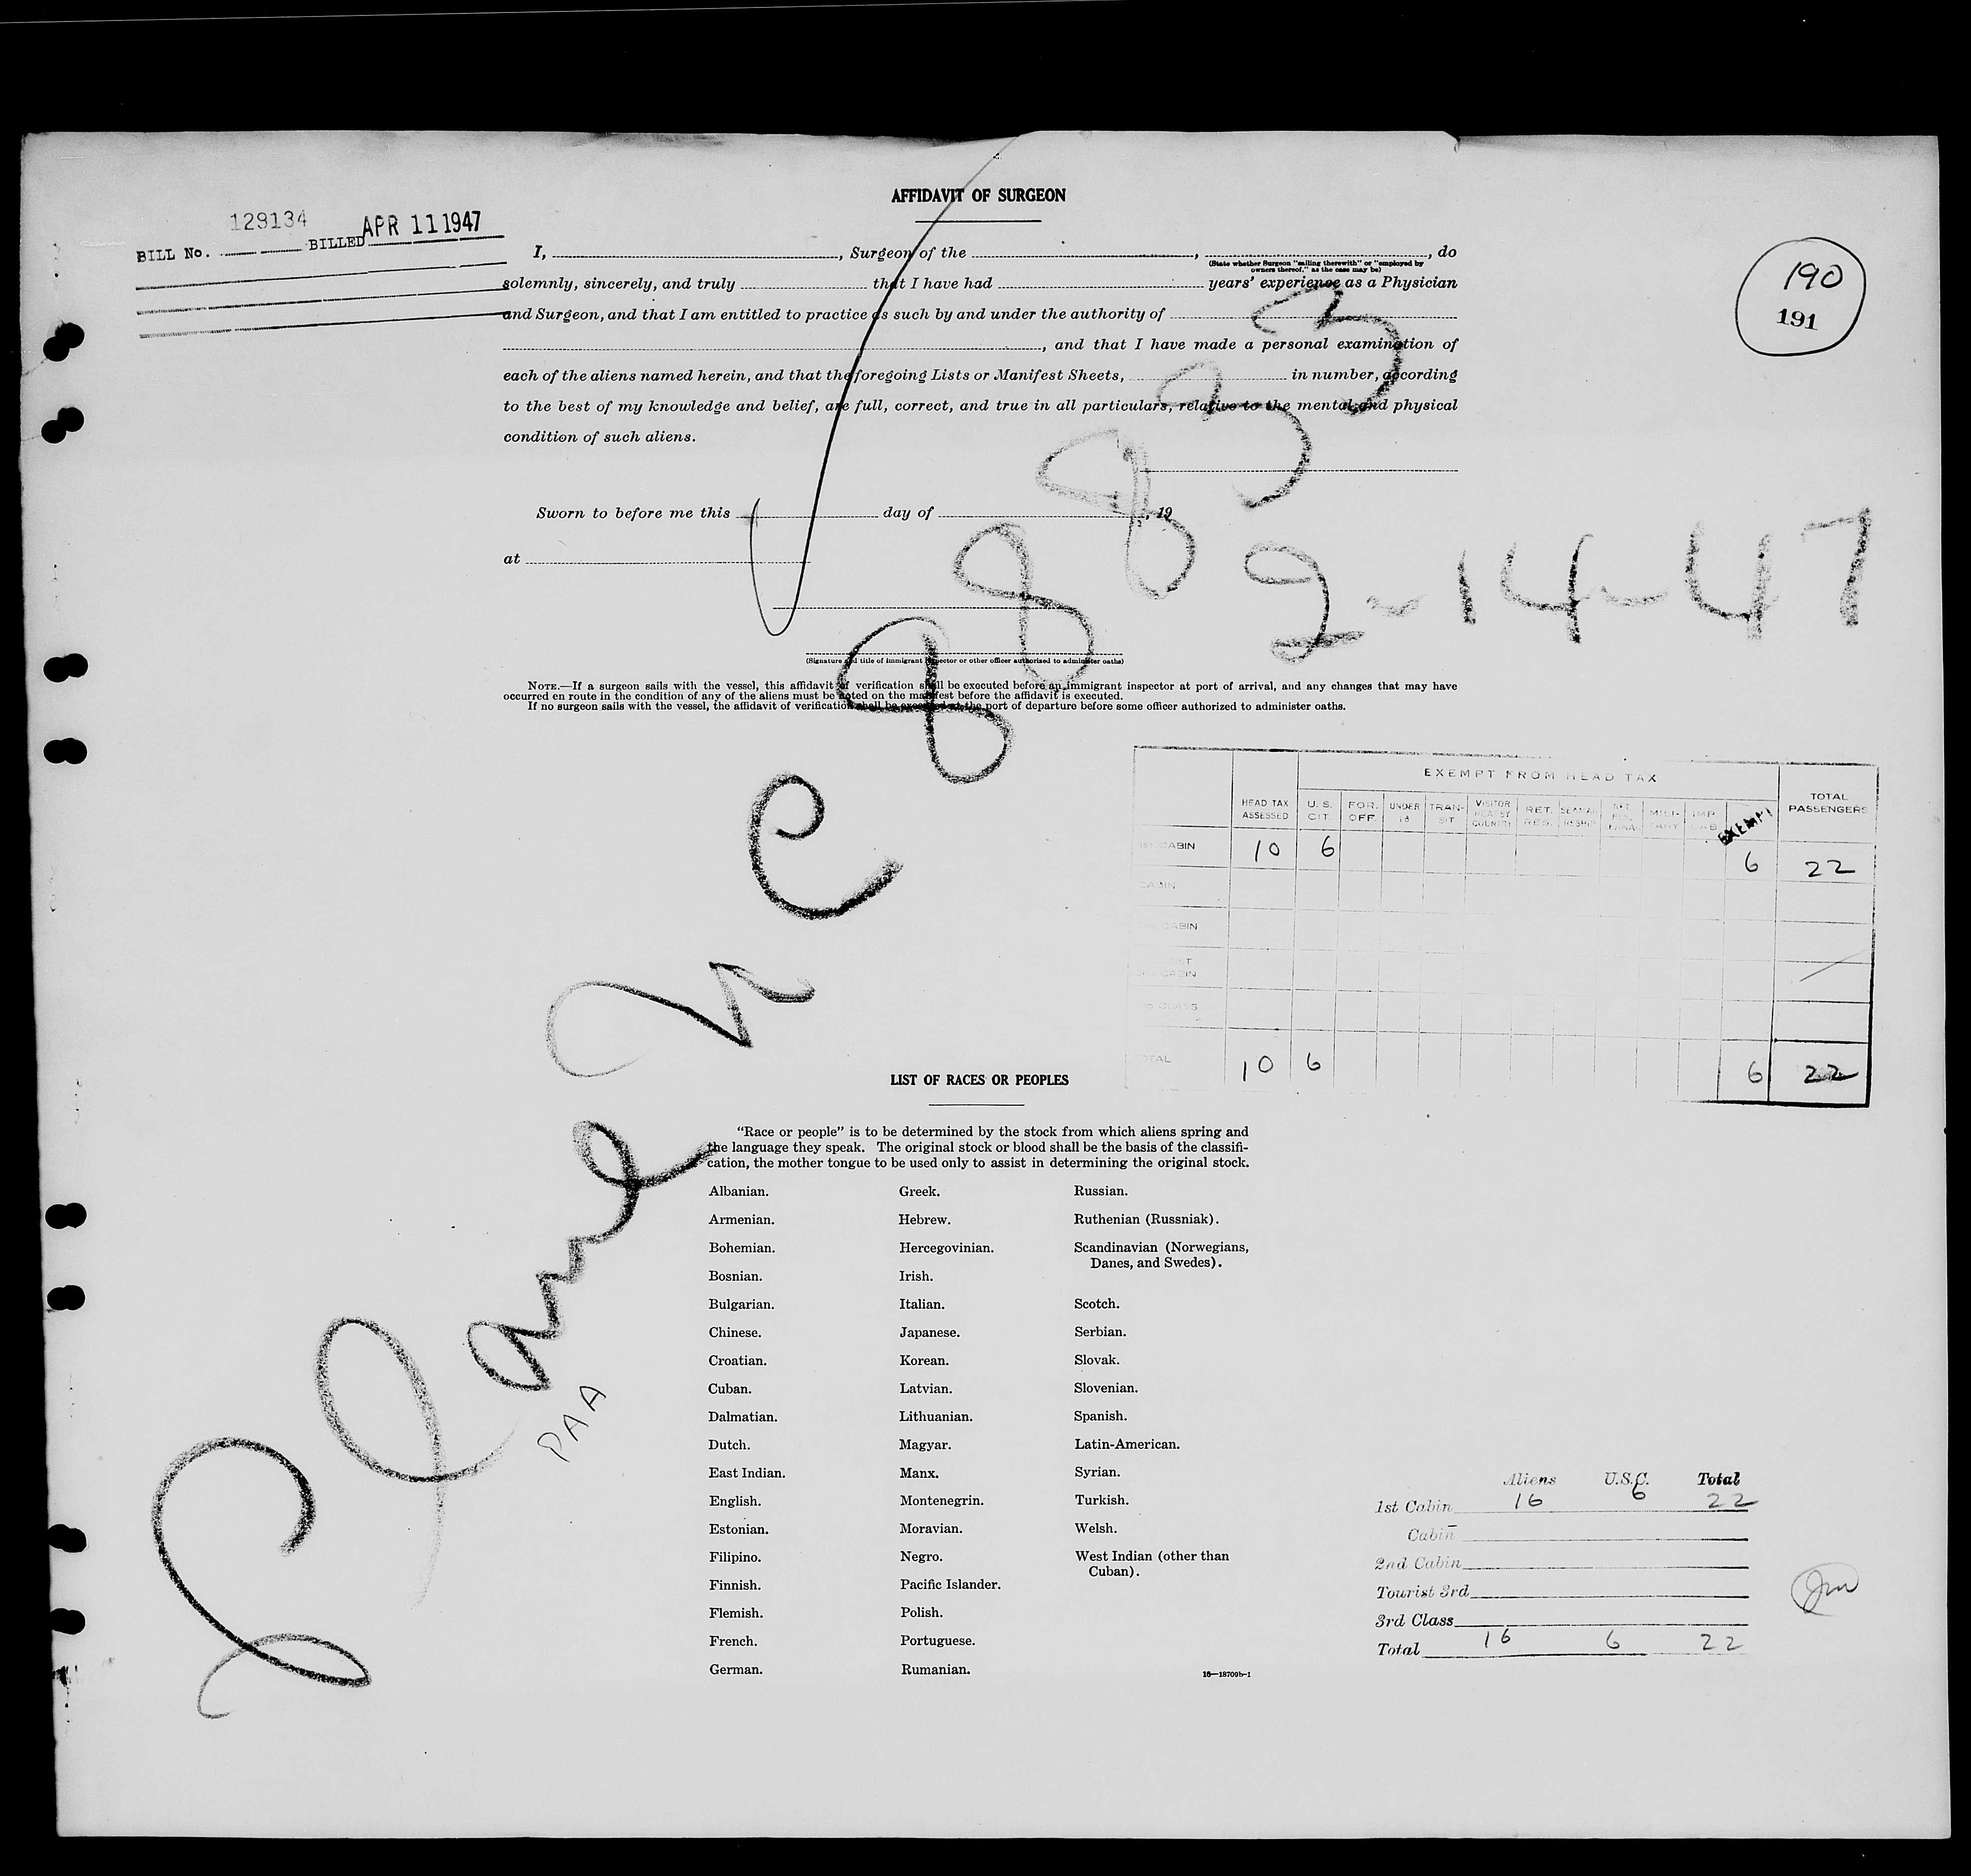 AFFIDAVIT OF SURGEON
BILL No. 129134 BILLED APR 11 1947
I, , Surgeon of the , , do
(State whether Surgeon "sailing therewith" or "employed by
owners thereof," as the case may be)
solemnly, sincerely, and truly that I have had years' experience as a Physician
and Surgeon, and that I am entitled to practice as such by and under the authority of
, and that I have made a personal examination of
each of the aliens named herein, and that the foregoing Lists or Manifest Sheets, in number, according
to the best of my knowledge and belief, are full, correct, and true in all particulars, relative to the mental and physical
condition of such aliens.
190
191
Sworn to before me this day of , 19
at
(Signature and title of immigrant inspector or other officer authorized to administer oaths)
NOTE.—If a surgeon sails with the vessel, this affidavit of verification shall be executed before an immigrant inspector at port of arrival, and any changes that may have
occurred en route in the condition of any of the aliens must be noted on the manifest before the affidavit is executed.
If no surgeon sails with the vessel, the affidavit of verification shall be executed at the port of departure before some officer authorized to administer oaths.
Plane NC 88833
2-14-47
PAA
EXEMPT FROM HEAD TAX
HEAD TAX ASSESSED U. S. CIT. FOR. OFF. UNDER 16 TRANSIT VISITOR COUNTRY RET. RES. MILITARY EXEMPT TOTAL PASSENGERS
CABIN 10 6 6 22
CABIN
CABIN
CABIN
CLASS
TOTAL 10 6 6 22
LIST OF RACES OR PEOPLES
"Race or people" is to be determined by the stock from which aliens spring and
the language they speak. The original stock or blood shall be the basis of the classifi-
cation, the mother tongue to be used only to assist in determining the original stock.
Albanian. Greek. Russian.
Armenian. Hebrew. Ruthenian (Russniak).
Bohemian. Hercegovinian. Scandinavian (Norwegians,
Danes, and Swedes).
Bosnian. Irish.
Bulgarian. Italian. Scotch.
Chinese. Japanese. Serbian.
Croatian. Korean. Slovak.
Cuban. Latvian. Slovenian.
Dalmatian. Lithuanian. Spanish.
Dutch. Magyar. Latin-American.
East Indian. Manx. Syrian.
English. Montenegrin. Turkish.
Estonian. Moravian. Welsh.
Filipino. Negro. West Indian (other than
Cuban).
Finnish. Pacific Islander.
Flemish. Polish.
French. Portuguese.
German. Rumanian.
16—18709b-1
Aliens U.S.C. Total
1st Cabin 16 6 22
Cabin
2nd Cabin
Tourist 3rd
3rd Class
Total 16 6 22